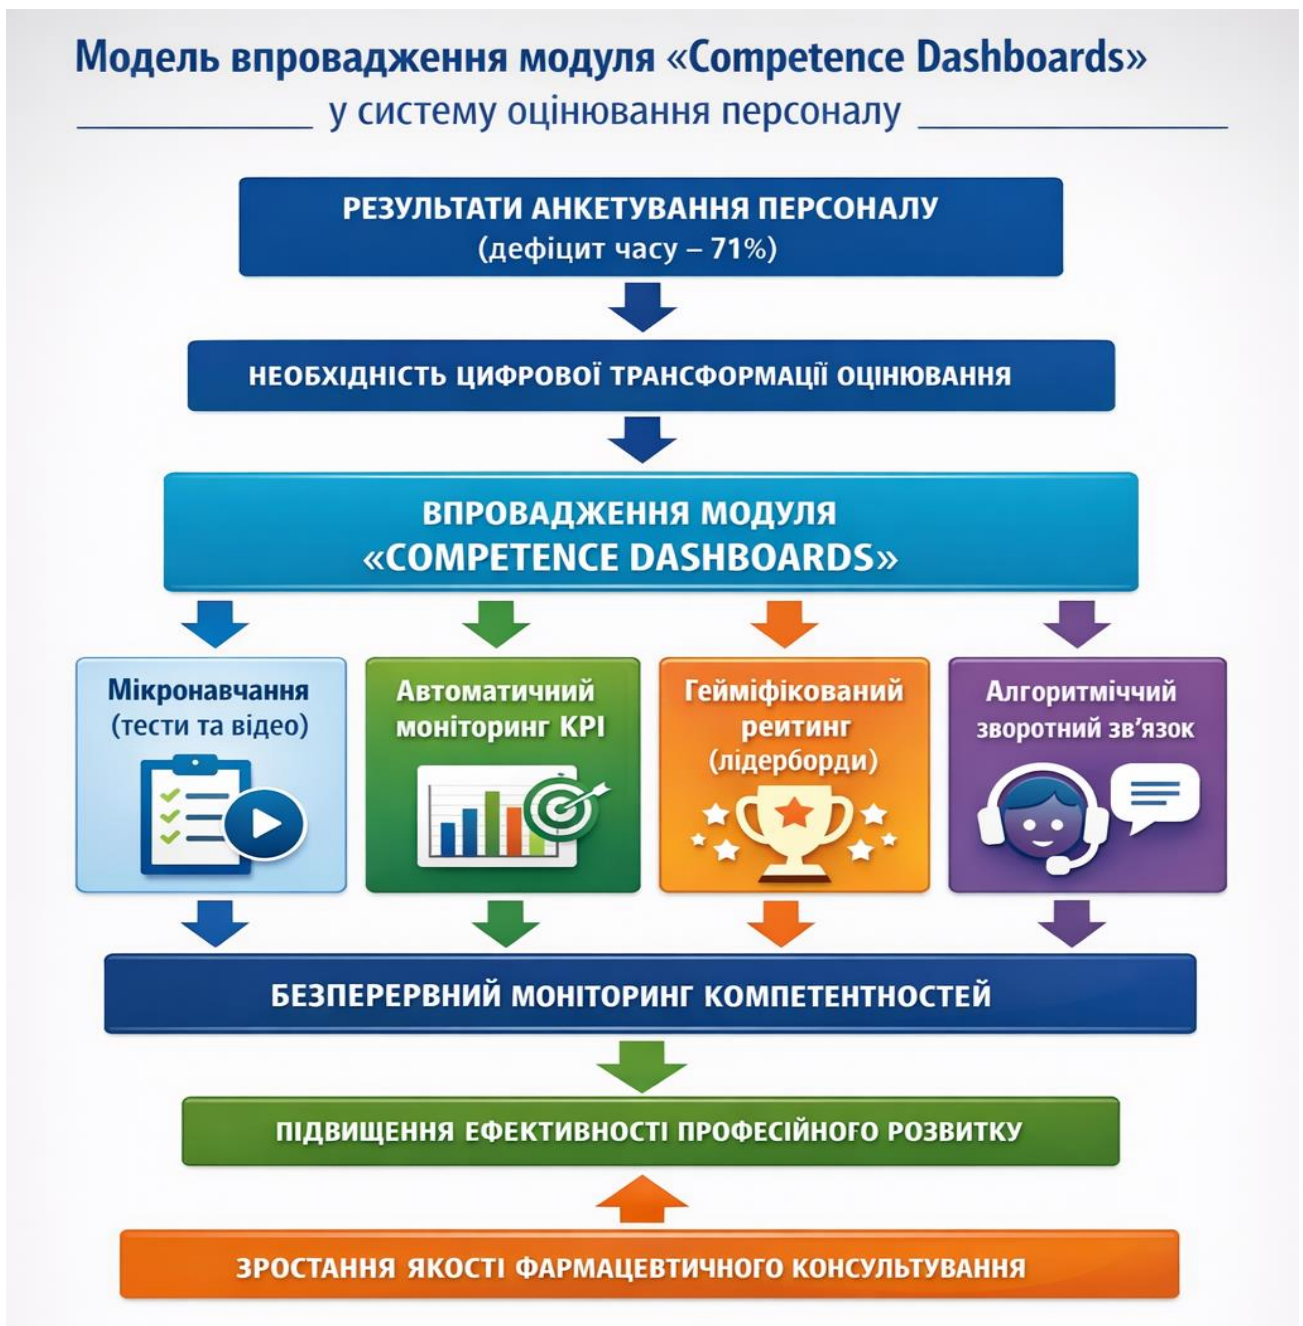 Модель впровадження модуля «Competence Dashboards»
у систему оцінювання персоналу
РЕЗУЛЬТАТИ АНКЕТУВАННЯ ПЕРСОНАЛУ
(дефіцит часу – 71%)
НЕОБХІДНІСТЬ ЦИФРОВОЇ ТРАНСФОРМАЦІЇ ОЦІНЮВАННЯ
ВПРОВАДЖЕННЯ МОДУЛЯ
«COMPETENCE DASHBOARDS»
Мікронавчання
(тести та відео)
Автоматичний
моніторинг KPI
Гейміфікований
реитинг
(лідерборди)
Алгоритміччий
зворотний зв'язок
БЕЗПЕРЕРВНИЙ МОНІТОРИНГ КОМПЕТЕНТНОСТЕЙ
ПІДВИЩЕННЯ ЕФЕКТИВНОСТІ ПРОФЕСІЙНОГО РОЗВИТКУ
ЗРОСТАННЯ ЯКОСТІ ФАРМАЦЕВТИЧНОГО КОНСУЛЬТУВАННЯ